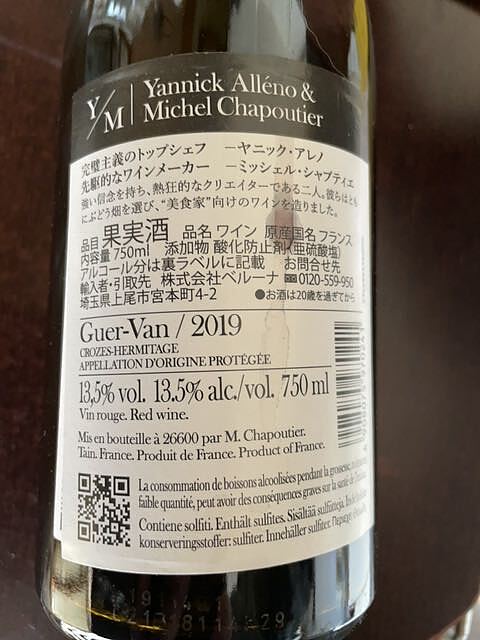 Y/M
Yannick Alléno &
Michel Chapoutier
完璧主義のトップシェフ －ヤニック・アレノ
先駆的なワインメーカー －ミッシェル・シャプティエ
強い信念を持ち、熱狂的なクリエイターである二人。彼らはとも
にぶどう畑を選び、“美食家”向けのワインを造りました。
品目 果実酒 品名 ワイン 原産国名 フランス
内容量 750ml 添加物 酸化防止剤(亜硫酸塩)
アルコール分は裏ラベルに記載 お問合せ先
輸入者・引取先 株式会社ベルーナ 0120-559-950
埼玉県上尾市宮本町4-2 ●お酒は20歳を過ぎてから
Guer-Van / 2019
CROZES-HERMITAGE
APPELLATION D'ORIGINE PROTÉGÉE
13,5% vol. 13.5% alc./vol. 750 ml
Vin rouge. Red wine.
Mis en bouteille à 26600 par M. Chapoutier.
Tain. France. Produit de France. Product of France.
La consommation de boissons alcoolisées pendant la grossesse, même en
faible quantité, peut avoir des conséquences graves sur la santé de
Contiene solfiti. Enthält sulfites. Sisältää sulfiitteja.
konserveringsstoffer: sulfiter. Innehåller sulfiter.